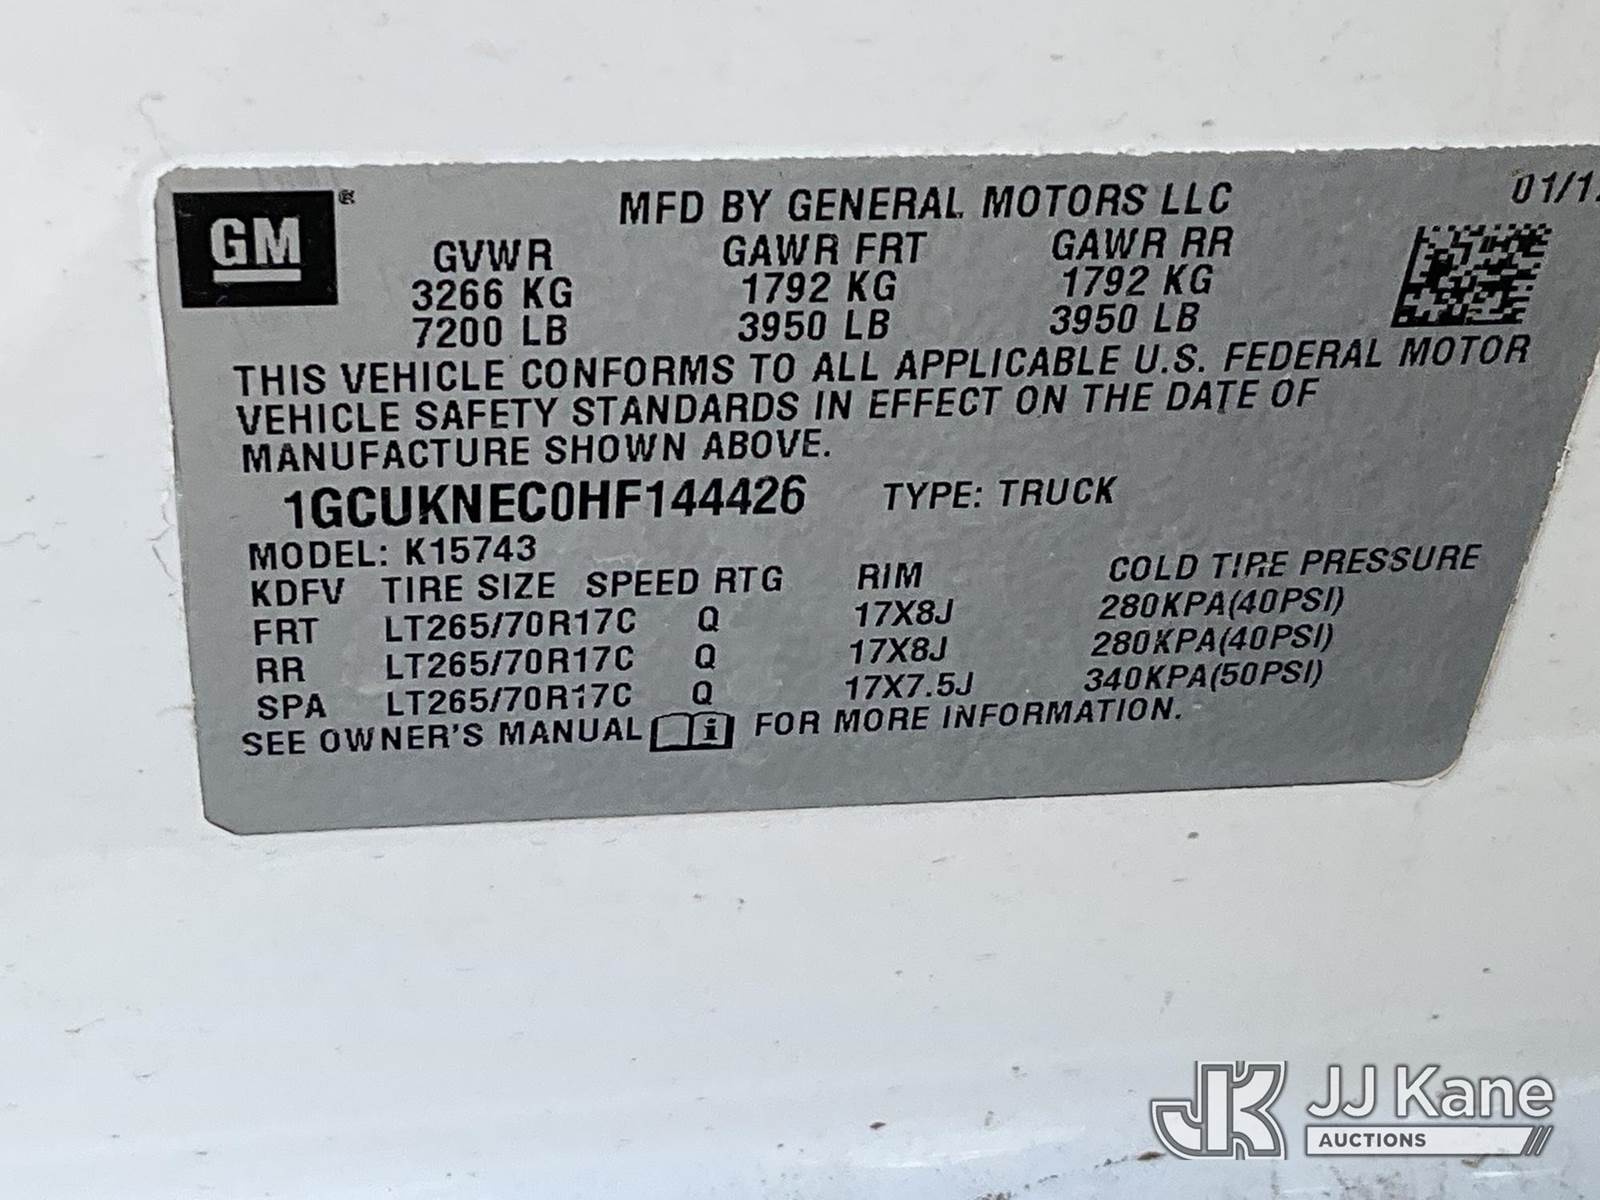 GM®
MFD BY GENERAL MOTORS LLC 01/1
GVWR GAWR FRT GAWR RR
3266 KG 1792 KG 1792 KG
7200 LB 3950 LB 3950 LB
THIS VEHICLE CONFORMS TO ALL APPLICABLE U.S. FEDERAL MOTOR
VEHICLE SAFETY STANDARDS IN EFFECT ON THE DATE OF
MANUFACTURE SHOWN ABOVE.
1GCUKNEC0HF144426 TYPE: TRUCK
MODEL: K15743
KDFV TIRE SIZE SPEED RTG RIM COLD TIRE PRESSURE
FRT LT265/70R17C Q 17X8J 280KPA(40PSI)
RR LT265/70R17C Q 17X8J 280KPA(40PSI)
SPA LT265/70R17C Q 17X7.5J 340KPA(50PSI)
SEE OWNER'S MANUAL i FOR MORE INFORMATION.
JK JJ Kane
AUCTIONS